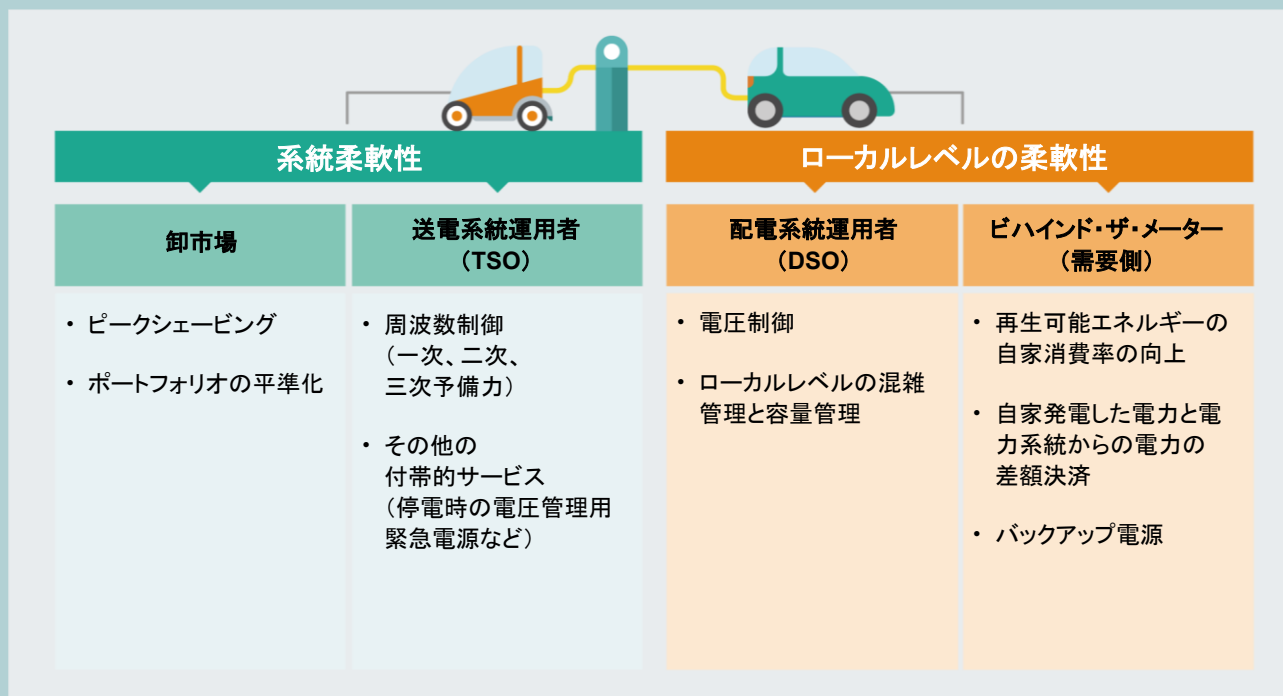 系統柔軟性
卸市場
・ ピークシェービング
・ ポートフォリオの平準化
送電系統運用者
（TSO）
・ 周波数制御
（一次、二次、
三次予備力）
・ その他の
付帯的サービス
（停電時の電圧管理用
緊急電源など）
ローカルレベルの柔軟性
配電系統運用者
（DSO）
・ 電圧制御
・ ローカルレベルの混雑
管理と容量管理
ビハインド・ザ・メーター
（需要側）
・ 再生可能エネルギーの
自家消費率の向上
・ 自家発電した電力と電
力系統からの電力の
差額決済
・ バックアップ電源